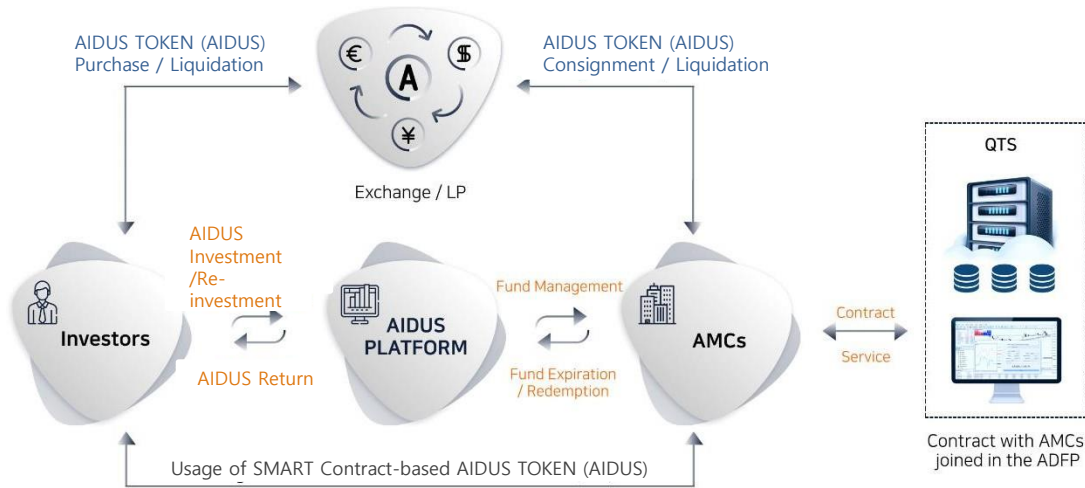 AIDUS TOKEN (AIDUS)
Purchase / Liquidation
AIDUS TOKEN (AIDUS)
Consignment / Liquidation
€
$
A
¥
Exchange / LP
QTS
AIDUS
Investment
/Re-
investment
Investors
AIDUS Return
AIDUS
PLATFORM
Fund Management
Fund Expiration
/ Redemption
AMCs
Contract
Service
Contract with AMCs
joined in the ADFP
Usage of SMART Contract-based AIDUS TOKEN (AIDUS)